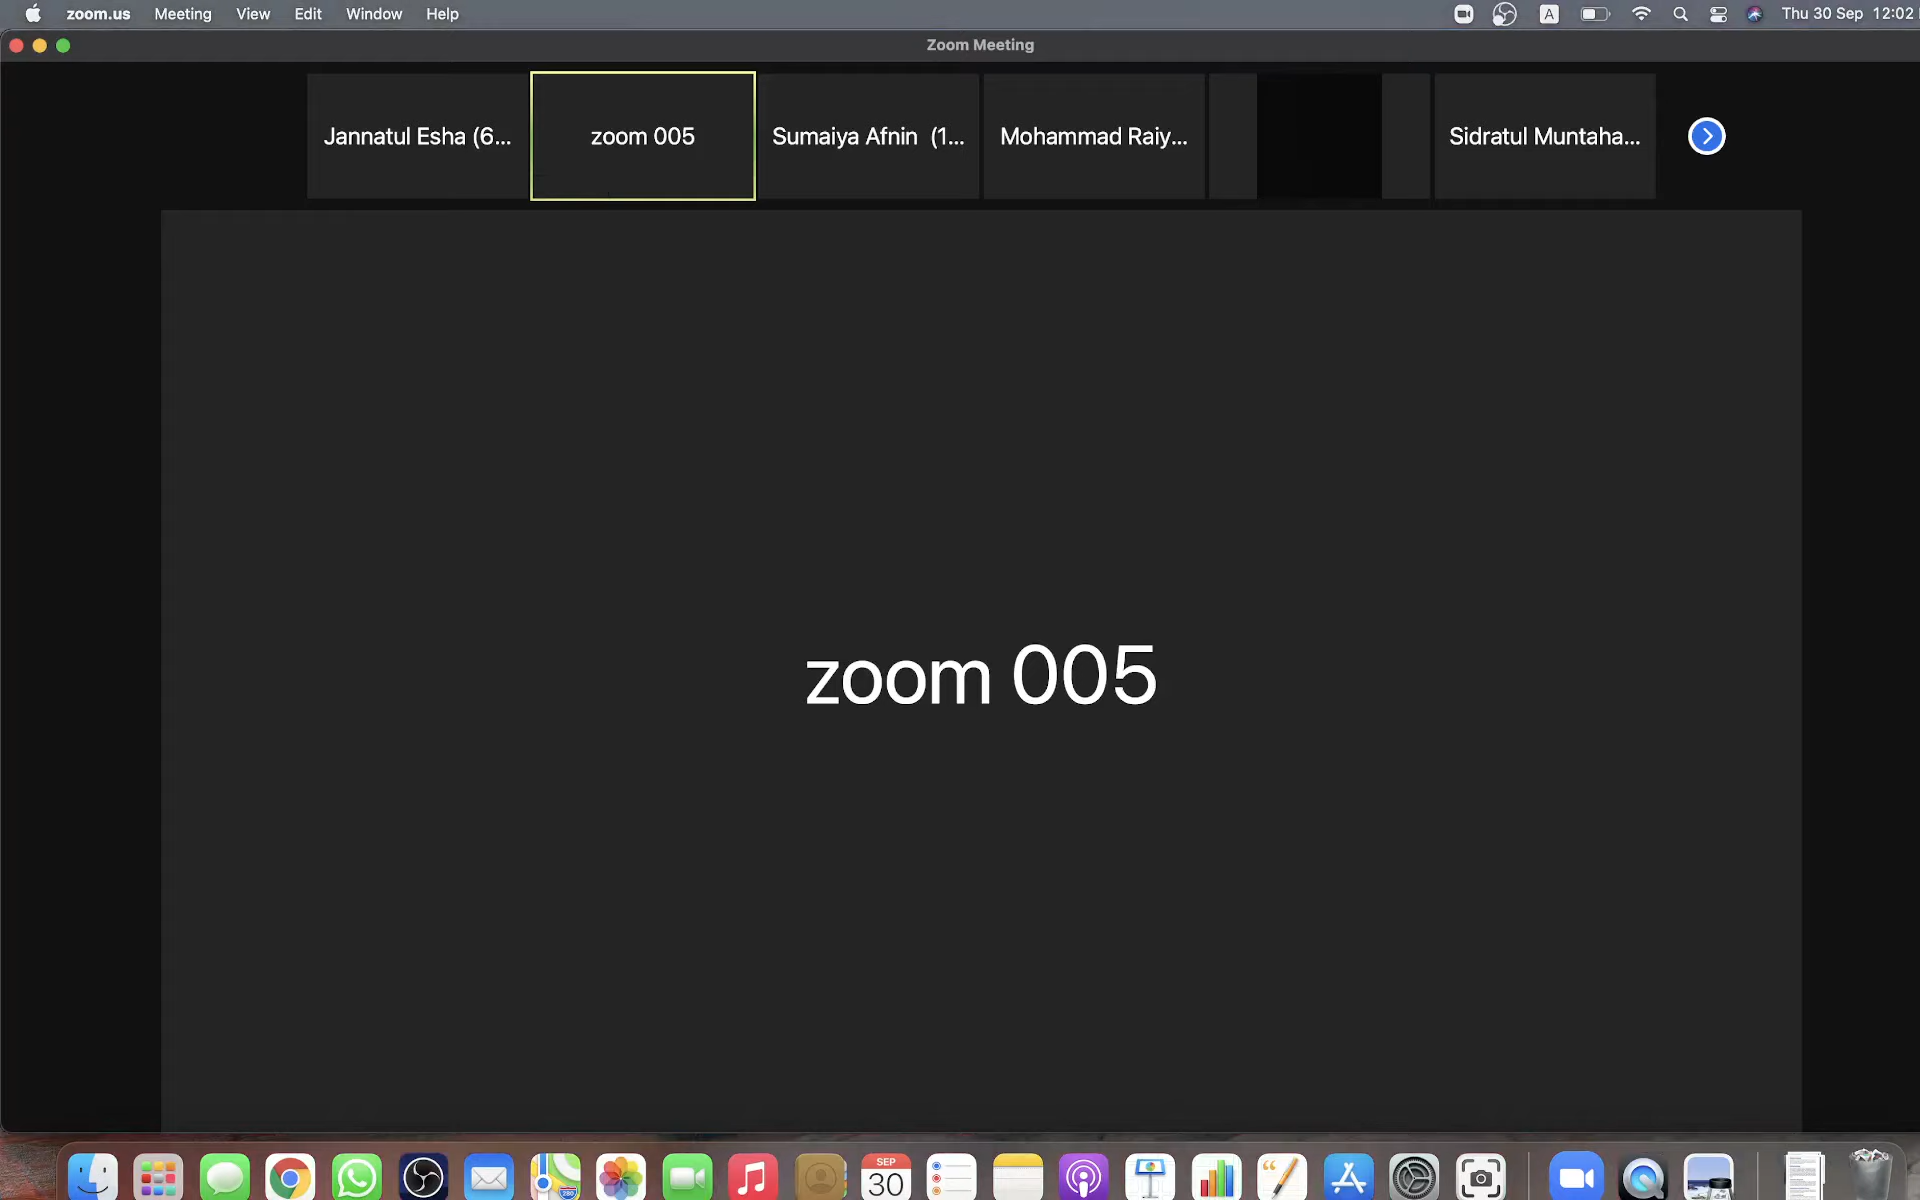 zoom.us Meeting View Edit Window Help A Thu 30 Sep 12:02
Zoom Meeting
Jannatul Esha (6... zoom 005 Sumaiya Afnin (1... Mohammad Raiy... Sidratul Muntaha...
zoom 005
SEP
30
280